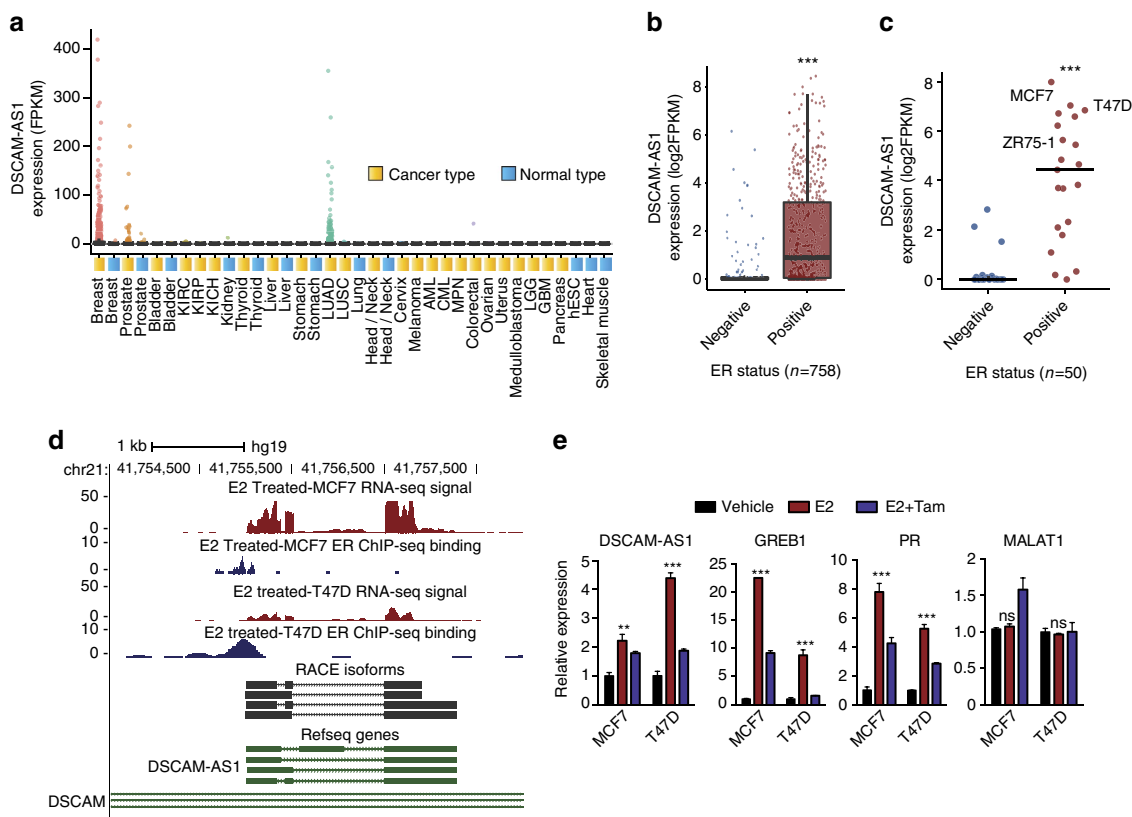 a
DSCAM-AS1
expression (FPKM)
400
300
200
100
0
Cancer type
Normal type
Breast
Breast
Prostate
Prostate
Bladder
Bladder
KIRC
KIRP
KICH
Kidney
Thyroid
Thyroid
Liver
Liver
Stomach
Stomach
LUAD
LUSC
Lung
Head / Neck
Head / Neck
Cervix
Melanoma
AML
CML
MPN
Colorectal
Ovarian
Uterus
Medulloblastoma
LGG
GBM
Pancreas
hESC
Heart
Skeletal muscle
b
DSCAM-AS1
expression (log2FPKM)
8
6
4
2
0
***
Negative
Positive
ER status (n=758)
c
DSCAM-AS1
expression (log2FPKM)
8
6
4
2
0
***
MCF7
T47D
ZR75-1
Negative
Positive
ER status (n=50)
d
1 kb
hg19
chr21:
41,754,500
41,755,500
41,756,500
41,757,500
E2 Treated-MCF7 RNA-seq signal
50
0
E2 Treated-MCF7 ER ChIP-seq binding
10
0
E2 treated-T47D RNA-seq signal
50
0
E2 treated-T47D ER ChIP-seq binding
10
0
RACE isoforms
Refseq genes
DSCAM-AS1
DSCAM
e
Vehicle
E2
E2+Tam
Relative expression
DSCAM-AS1
5
4
3
2
1
0
**
***
MCF7
T47D
GREB1
25
20
15
10
5
0
***
***
MCF7
T47D
PR
10
8
6
4
2
0
***
***
MCF7
T47D
MALAT1
2
1.5
1.0
0.5
0
ns
ns
MCF7
T47D